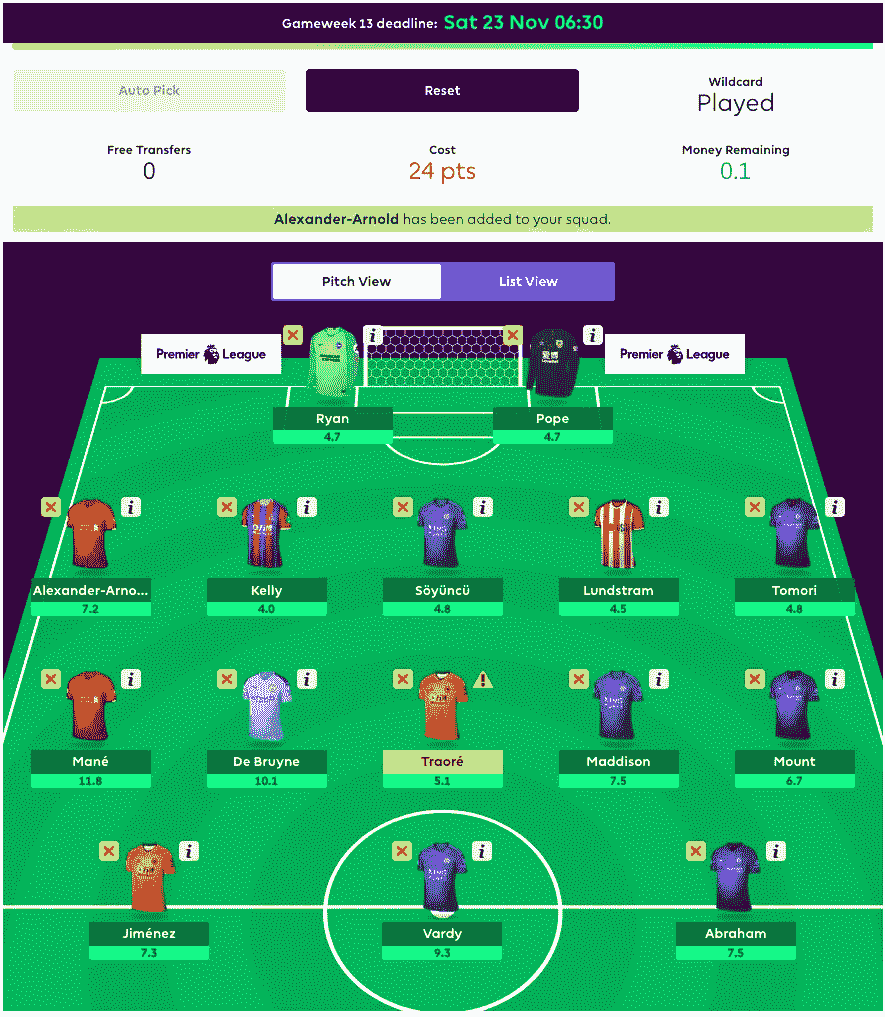 Gameweek 13 deadline: Sat 23 Nov 06:30
Auto Pick Reset Wildcard
Played
Free Transfers Cost Money Remaining
0 24 pts 0.1
Alexander-Arnold has been added to your squad.
Pitch View List View
Premier League Premier League
Ryan Pope
4.7 4.7
Alexander-Arno... Kelly Söyüncü Lundstram Tomori
7.2 4.0 4.8 4.5 4.8
Mané De Bruyne Traoré Maddison Mount
11.8 10.1 5.1 7.5 6.7
Jiménez Vardy Abraham
7.3 9.3 7.5